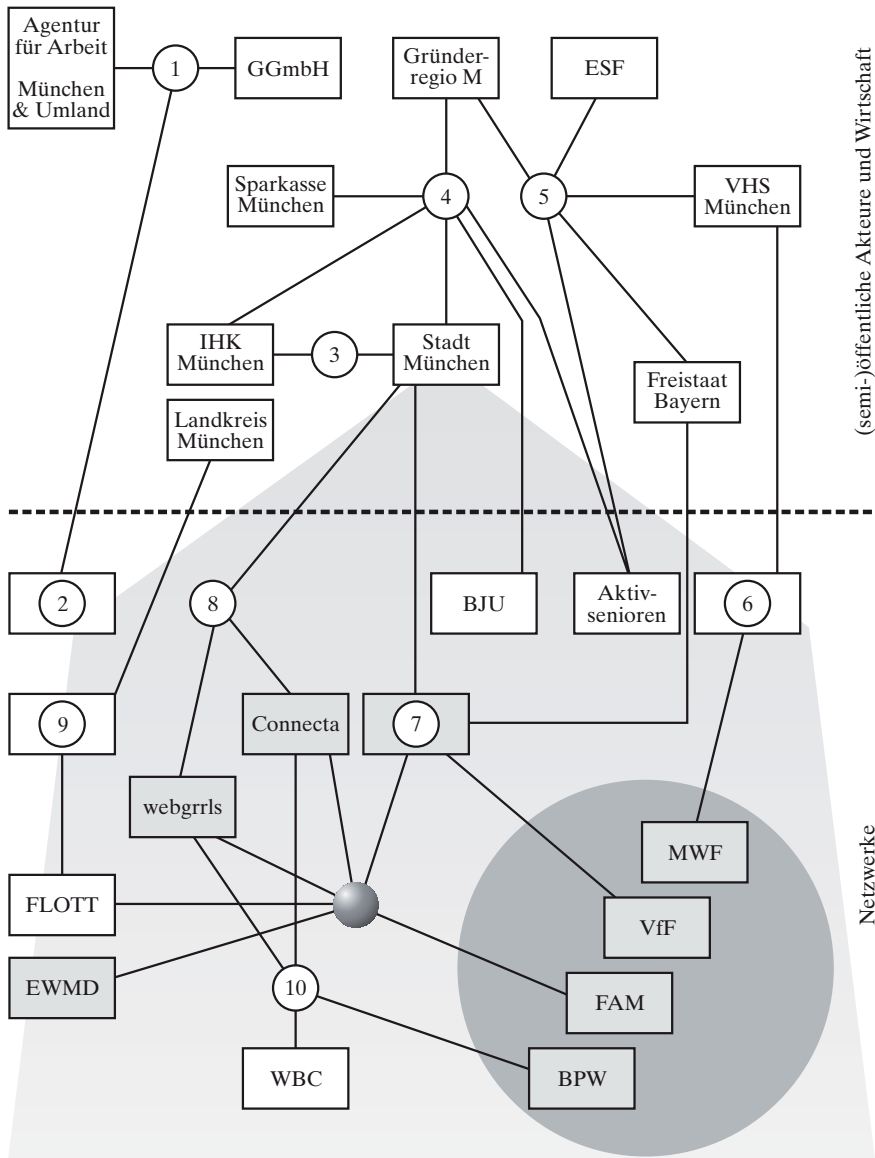 Agentur
für Arbeit
München
& Umland
1
GGmbH
Gründer-
regio M
ESF
Sparkasse
München
4
5
VHS
München
IHK
München
3
Stadt
München
Freistaat
Bayern
Landkreis
München
(semi-)öffentliche Akteure und Wirtschaft
2
8
BJU
Aktiv-
senioren
6
9
Connecta
7
webgrrls
MWF
FLOTT
VfF
EWMD
10
FAM
WBC
BPW
Netzwerke